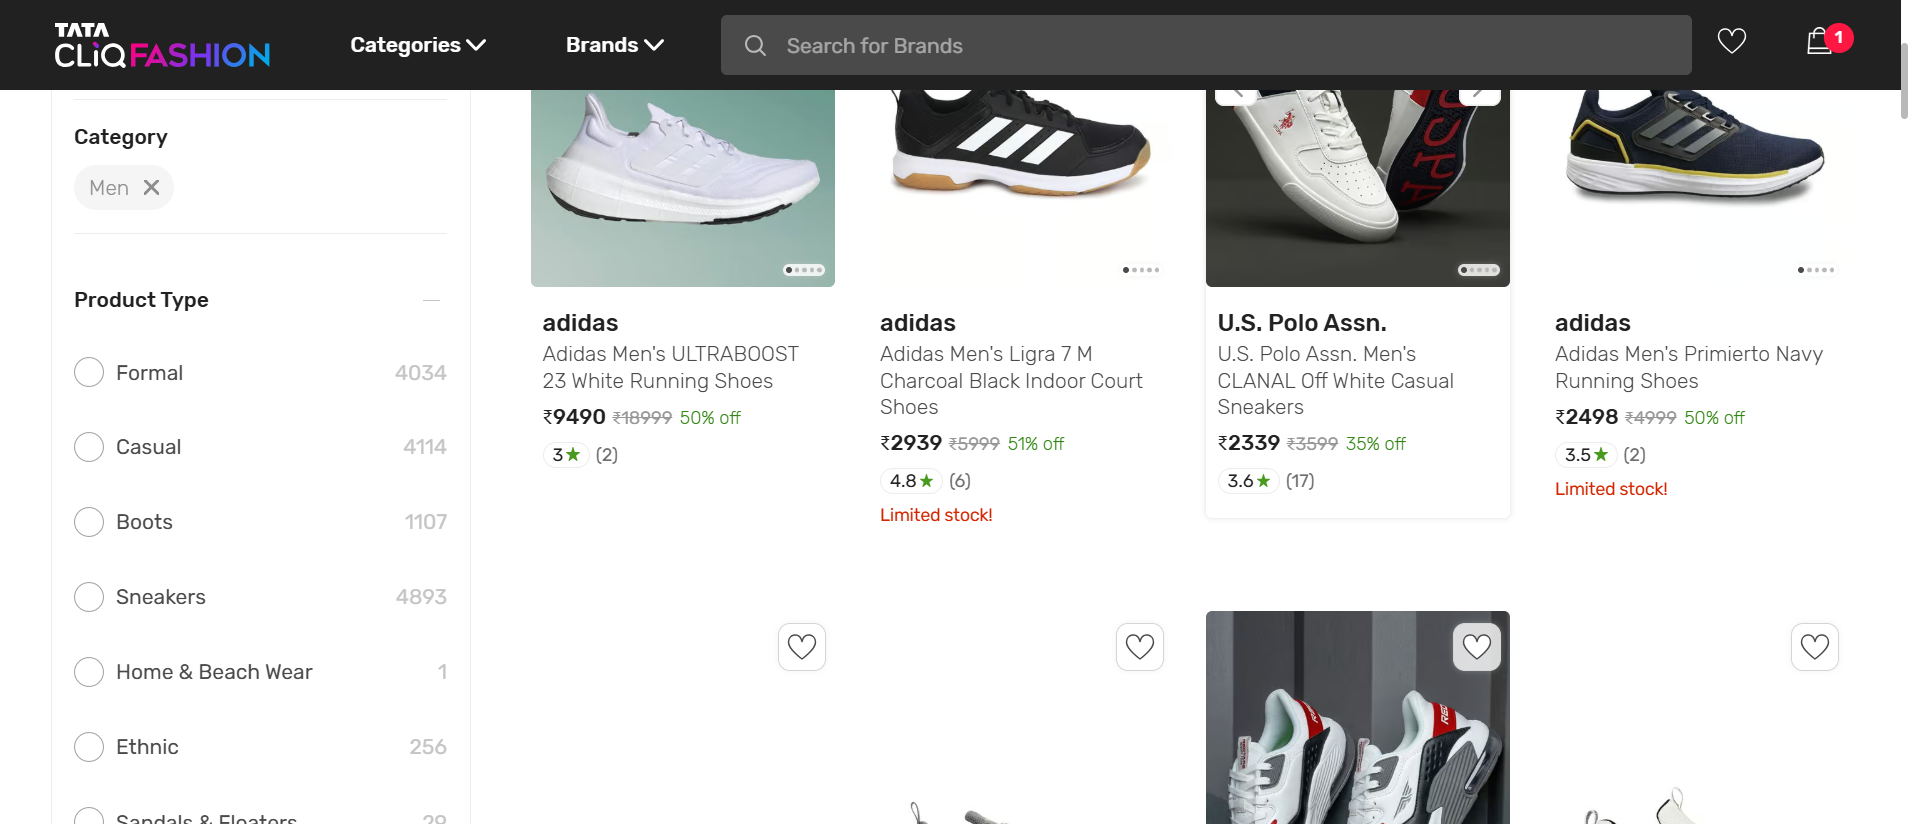 TATA
CLiQ FASHION
Categories
Brands
Search for Brands
1
Category
Men
Product Type
Formal 4034
Casual 4114
Boots 1107
Sneakers 4893
Home & Beach Wear 1
Ethnic 256
Sandals & Floaters 29
adidas
Adidas Men's ULTRABOOST
23 White Running Shoes
₹9490 ₹18999 50% off
3★ (2)
adidas
Adidas Men's Ligra 7 M
Charcoal Black Indoor Court
Shoes
₹2939 ₹5999 51% off
4.8★ (6)
Limited stock!
U.S. Polo Assn.
U.S. Polo Assn. Men's
CLANAL Off White Casual
Sneakers
₹2339 ₹3599 35% off
3.6★ (17)
adidas
Adidas Men's Primierto Navy
Running Shoes
₹2498 ₹4999 50% off
3.5★ (2)
Limited stock!